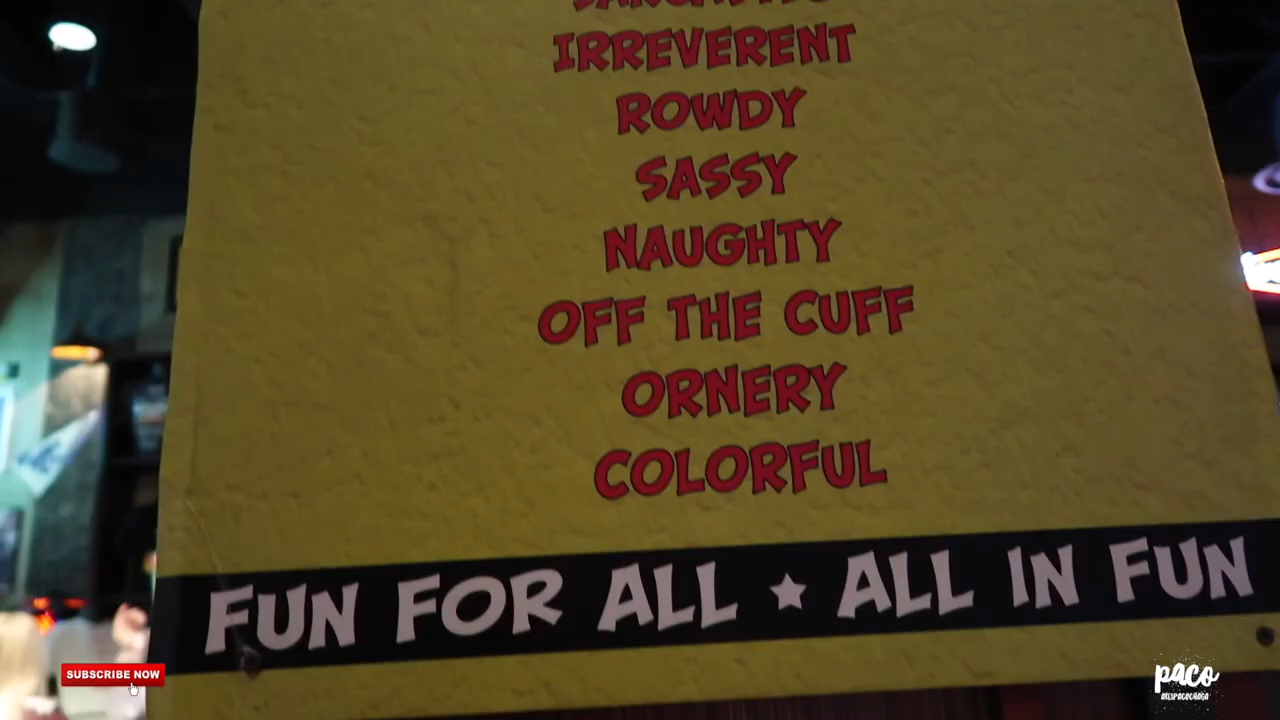 IRREVERENT
ROWDY
SASSY
NAUGHTY
OFF THE CUFF
ORNERY
COLORFUL
FUN FOR ALL ★ ALL IN FUN
SUBSCRIBE NOW
paco